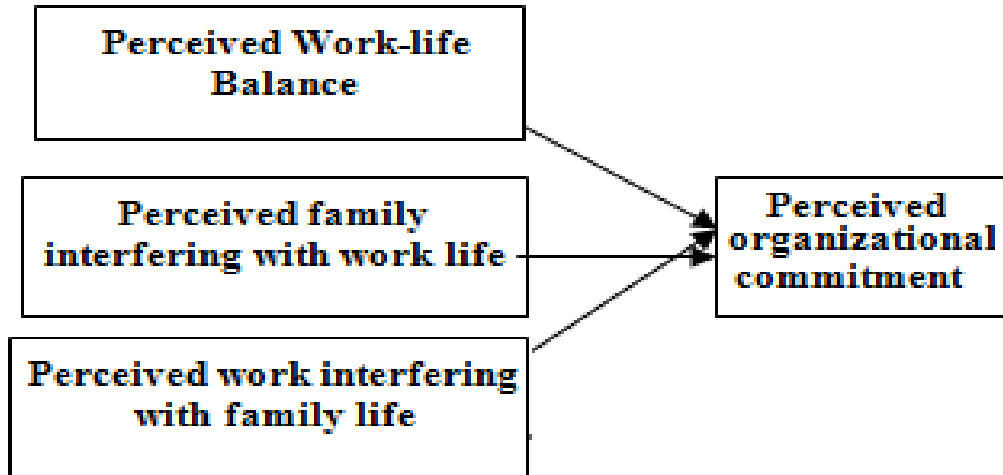 Perceived Work-life
Balance
Perceived family
interfering with work life
Perceived work interfering
with family life
Perceived
organizational
commitment